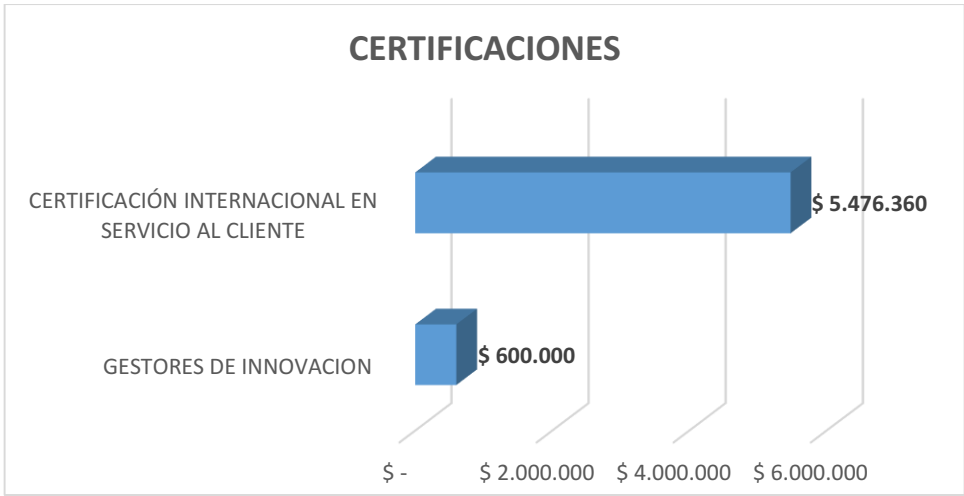 CERTIFICACIONES
CERTIFICACIÓN INTERNACIONAL EN
SERVICIO AL CLIENTE
$ 5.476.360
GESTORES DE INNOVACION
$ 600.000
$ -
$ 2.000.000
$ 4.000.000
$ 6.000.000